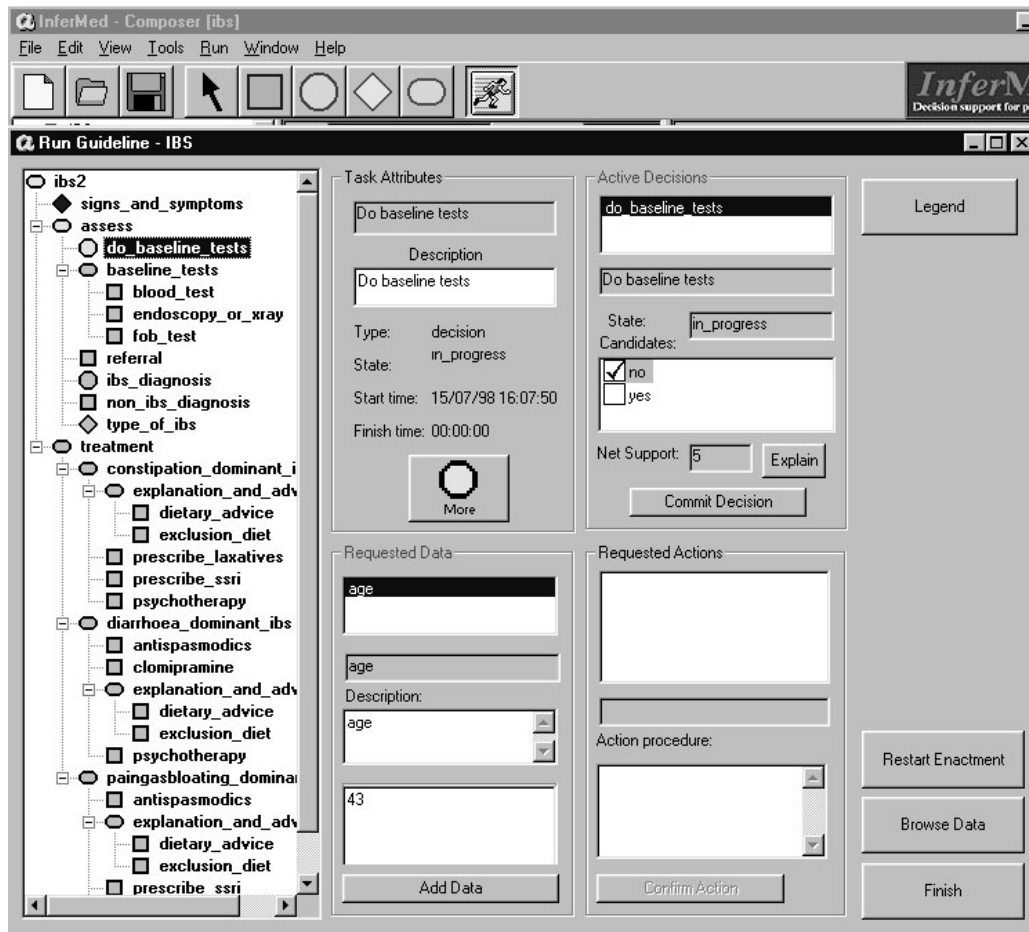 InferMed - Composer [ibs]
File Edit View Tools Run Window Help
InferM
Decision support for p
Run Guideline - IBS
ibs2
signs_and_symptoms
assess
do_baseline_tests
baseline_tests
blood_test
endoscopy_or_xray
fob_test
referral
ibs_diagnosis
non_ibs_diagnosis
type_of_ibs
treatment
constipation_dominant_i
explanation_and_adv
dietary_advice
exclusion_diet
prescribe_laxatives
prescribe_ssri
psychotherapy
diarrhoea_dominant_ibs
antispasmodics
clomipramine
explanation_and_adv
dietary_advice
exclusion_diet
psychotherapy
paingasbloating_domina
antispasmodics
explanation_and_adv
dietary_advice
exclusion_diet
prescribe_ssri
Task Attributes
Do baseline tests
Description
Do baseline tests
Type: decision
State: in_progress
Start time: 15/07/98 16:07:50
Finish time: 00:00:00
More
Active Decisions
do_baseline_tests
Do baseline tests
State: in_progress
Candidates:
no
yes
Net Support: 5 Explain
Commit Decision
Requested Data
age
age
Description:
age
43
Add Data
Requested Actions
Action procedure:
Confirm Action
Legend
Restart Enactment
Browse Data
Finish